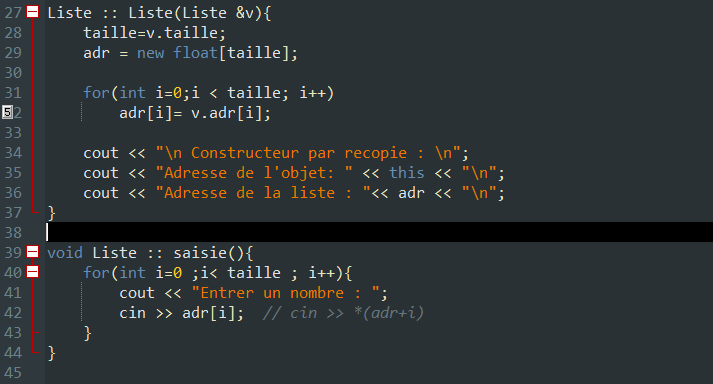 27 Liste :: Liste(Liste &v){
28     taille=v.taille;
29     adr = new float[taille];
30
31     for(int i=0;i < taille; i++)
52         adr[i]= v.adr[i];
33
34     cout << "\n Constructeur par recopie : \n";
35     cout << "Adresse de l'objet: " << this << "\n";
36     cout << "Adresse de la liste : "<< adr << "\n";
37 }
38
39 void Liste :: saisie(){
40     for(int i=0 ;i< taille ; i++){
41         cout << "Entrer un nombre : ";
42         cin >> adr[i];  // cin >> *(adr+i)
43     }
44 }
45